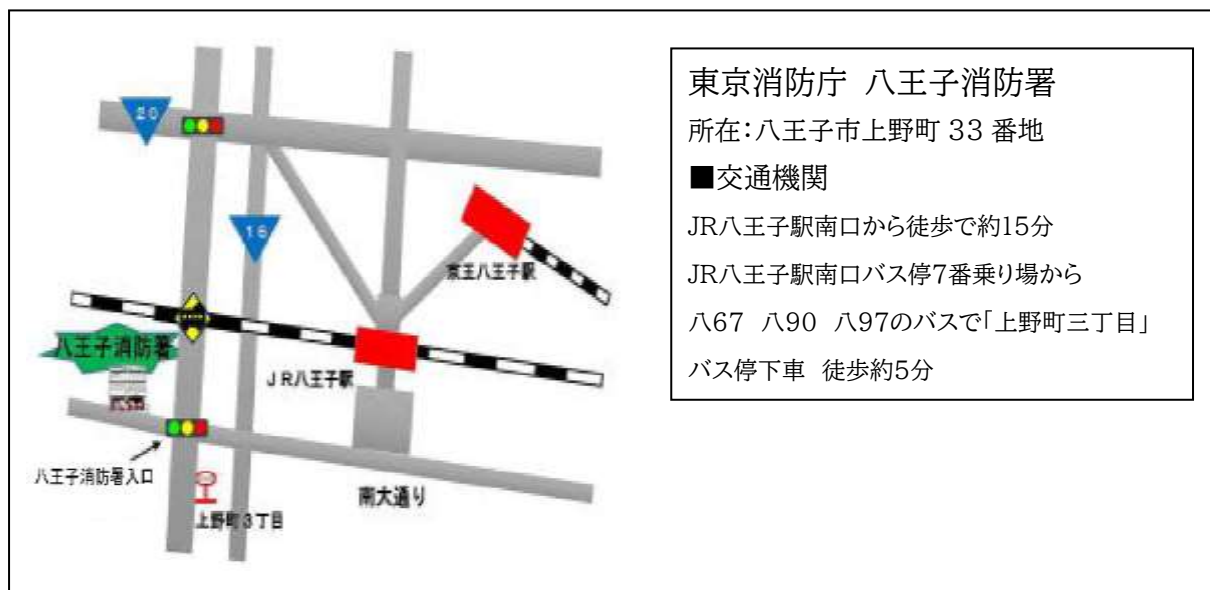 20
16
京王八王子駅
八王子消防署
JR八王子駅
八王子消防署入口
南大通り
上野町3丁目
東京消防庁 八王子消防署
所在:八王子市上野町 33 番地
■交通機関
JR八王子駅南口から徒歩で約15分
JR八王子駅南口バス停7番乗り場から
八67 八90 八97のバスで「上野町三丁目」
バス停下車 徒歩約5分